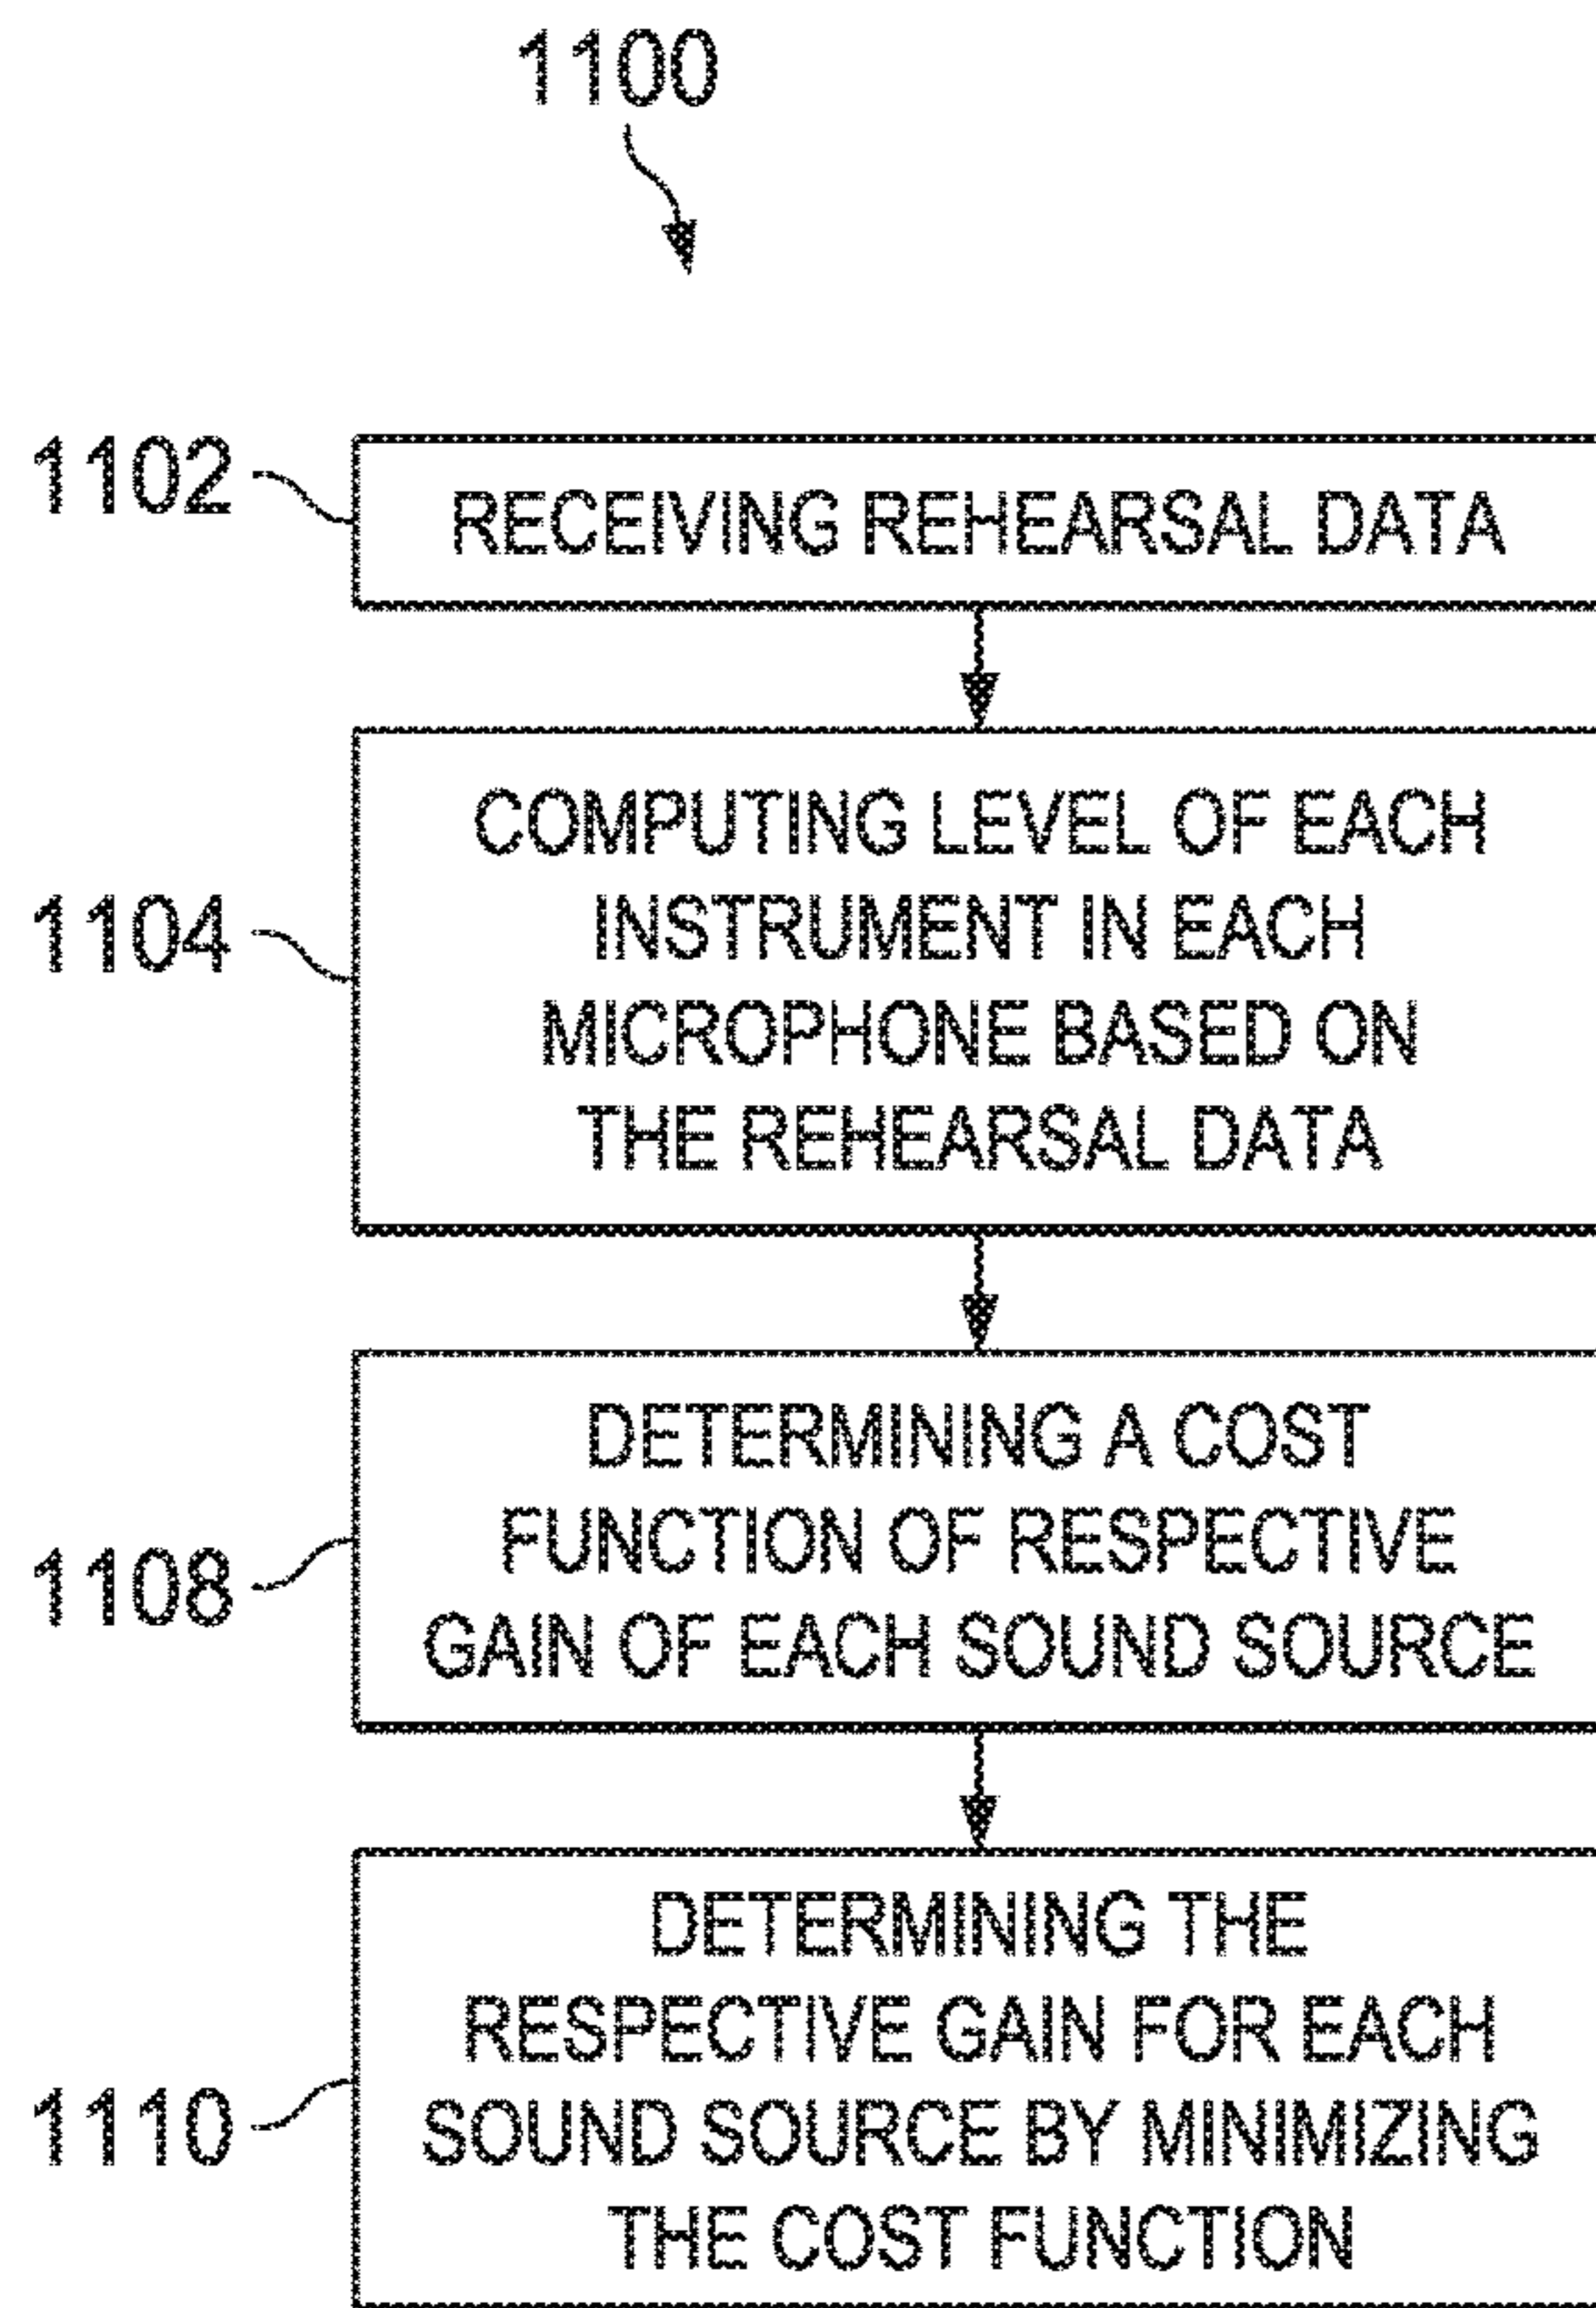 1100
1102
RECEIVING REHEARSAL DATA
1104
COMPUTING LEVEL OF EACH
INSTRUMENT IN EACH
MICROPHONE BASED ON
THE REHEARSAL DATA
1108
DETERMINING A COST
FUNCTION OF RESPECTIVE
GAIN OF EACH SOUND SOURCE
1110
DETERMINING THE
RESPECTIVE GAIN FOR EACH
SOUND SOURCE BY MINIMIZING
THE COST FUNCTION